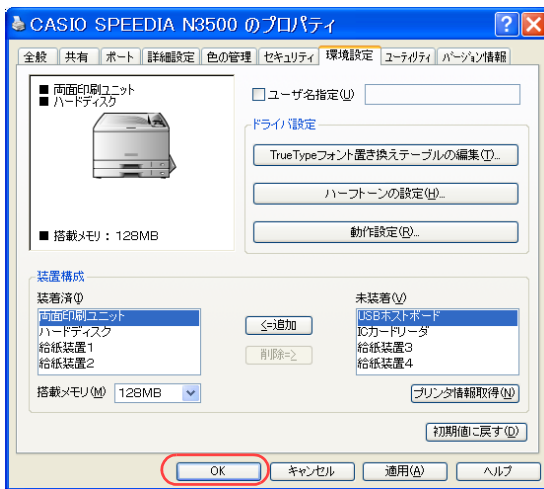 CASIO SPEEDIA N3500 のプロパティ
全般 共有 ポート 詳細設定 色の管理 セキュリティ 環境設定 ユーティリティ バージョン情報
■ 両面印刷ユニット
■ ハードディスク
■ 搭載メモリ : 128MB
ユーザ名指定(U)
ドライバ設定
TrueTypeフォント置き換えテーブルの編集(T)...
ハーフトーンの設定(H)...
動作設定(R)...
装置構成
装着済(I)
両面印刷ユニット
ハードディスク
給紙装置1
給紙装置2
<=追加
削除=>
未装着(V)
USBホストボード
ICカードリーダ
給紙装置3
給紙装置4
搭載メモリ(M) 128MB
プリンタ情報取得(N)
初期値に戻す(D)
OK キャンセル 適用(A) ヘルプ